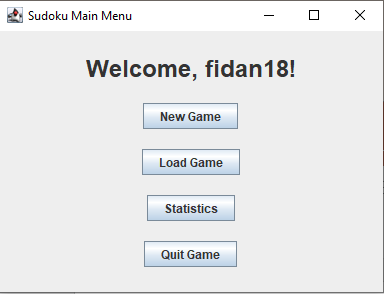 Sudoku Main Menu
Welcome, fidan18!
New Game
Load Game
Statistics
Quit Game